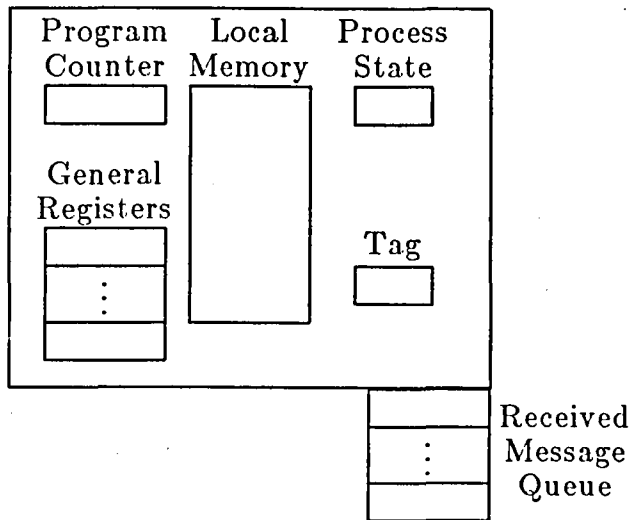 Program
Counter
Local
Memory
Process
State
General
Registers
Tag
Received
Message
Queue